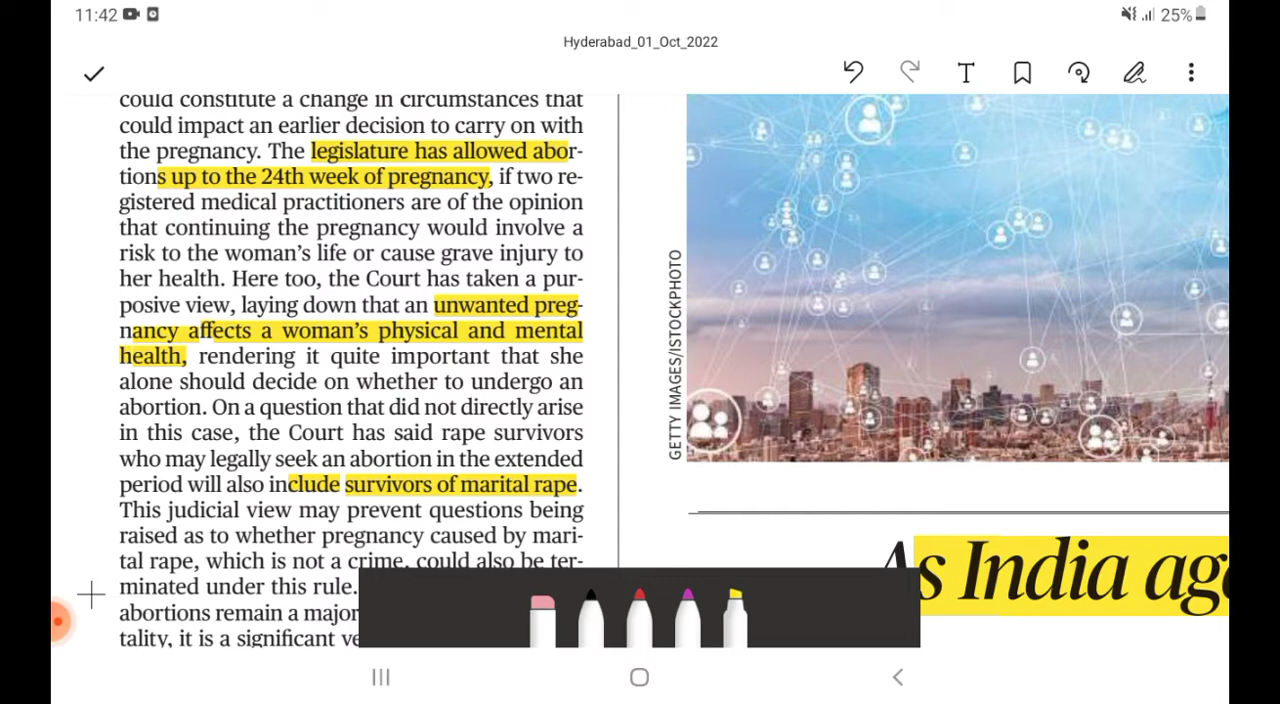 11:42
25%
Hyderabad_01_Oct_2022
T
could constitute a change in circumstances that
could impact an earlier decision to carry on with
the pregnancy. The legislature has allowed abor-
tions up to the 24th week of pregnancy, if two re-
gistered medical practitioners are of the opinion
that continuing the pregnancy would involve a
risk to the woman's life or cause grave injury to
her health. Here too, the Court has taken a pur-
posive view, laying down that an unwanted preg-
nancy affects a woman's physical and mental
health, rendering it quite important that she
alone should decide on whether to undergo an
abortion. On a question that did not directly arise
in this case, the Court has said rape survivors
who may legally seek an abortion in the extended
period will also include survivors of marital rape.
This judicial view may prevent questions being
raised as to whether pregnancy caused by mari-
tal rape, which is not a crime, could also be ter-
minated under this rule.
abortions remain a major
tality, it is a significant ve
GETTY IMAGES/ISTOCKPHOTO
As India age